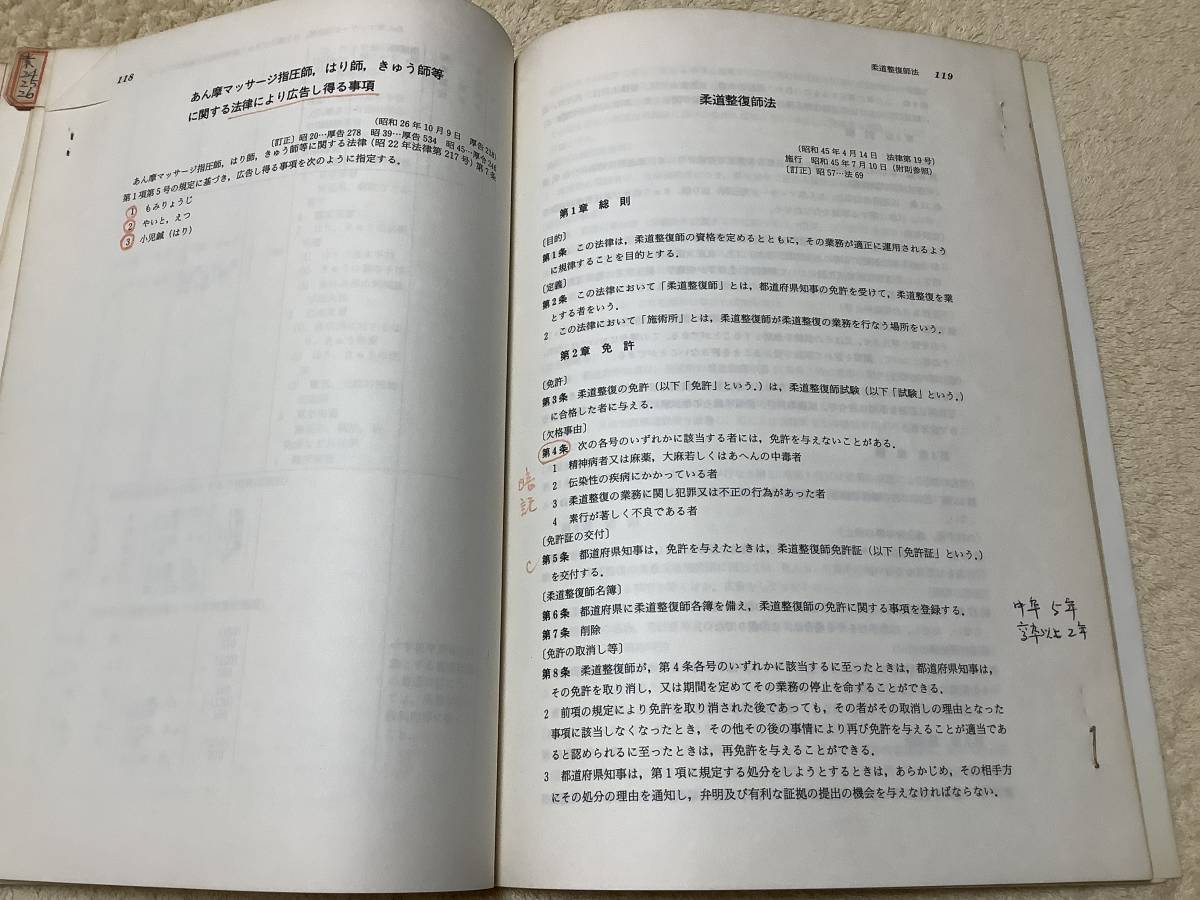 118
あん摩マッサージ指圧師，はり師，きゅう師等
に関する法律により広告し得る事項
（昭和26年10月9日　厚告218）
〔訂正〕昭20…厚告278　昭39…厚告534　昭45…厚告
あん摩マッサージ指圧師，はり師，きゅう師等に関する法律（昭22年法律第217号）第7条
第1項第5号の規定に基づき，広告し得る事項を次のように指定する．
1　もみりょうじ
2　やいと，えつ
3　小児鍼（はり）
柔道整復師法　119
柔道整復師法
（昭和45年4月14日　法律第19号）
施行　昭和45年7月10日（附則参照）
〔訂正〕昭57…法69
第1章　総　則
〔目的〕
第1条　この法律は，柔道整復師の資格を定めるとともに，その業務が適正に運用されるよう
に規律することを目的とする．
〔定義〕
第2条　この法律において「柔道整復師」とは，都道府県知事の免許を受けて，柔道整復を業
とする者をいう．
2　この法律において「施術所」とは，柔道整復師が柔道整復の業務を行なう場所をいう．
第2章　免　許
〔免許〕
第3条　柔道整復の免許（以下「免許」という．）は，柔道整復師試験（以下「試験」という．）
に合格した者に与える．
〔欠格事由〕
第4条　次の各号のいずれかに該当する者には，免許を与えないことがある．
暗記
1　精神病者又は麻薬，大麻若しくはあへんの中毒者
2　伝染性の疾病にかかっている者
3　柔道整復の業務に関し犯罪又は不正の行為があった者
4　素行が著しく不良である者
〔免許証の交付〕
第5条　都道府県知事は，免許を与えたときは，柔道整復師免許証（以下「免許証」という．）
を交付する．
〔柔道整復師名簿〕
第6条　都道府県に柔道整復師名簿を備え，柔道整復師の免許に関する事項を登録する．
第7条　削除
〔免許の取消し等〕
第8条　柔道整復師が，第4条各号のいずれかに該当するに至ったときは，都道府県知事は，
その免許を取り消し，又は期間を定めてその業務の停止を命ずることができる．
2　前項の規定により免許を取り消された後であっても，その者がその取消しの理由となった
事項に該当しなくなったとき，その他その後の事情により再び免許を与えることが適当であ
ると認められるに至ったときは，再免許を与えることができる．
3　都道府県知事は，第1項に規定する処分をしようとするときは，あらかじめ，その相手方
にその処分の理由を通知し，弁明及び有利な証拠の提出の機会を与えなければならない．
中卒 5年
高卒以上 2年